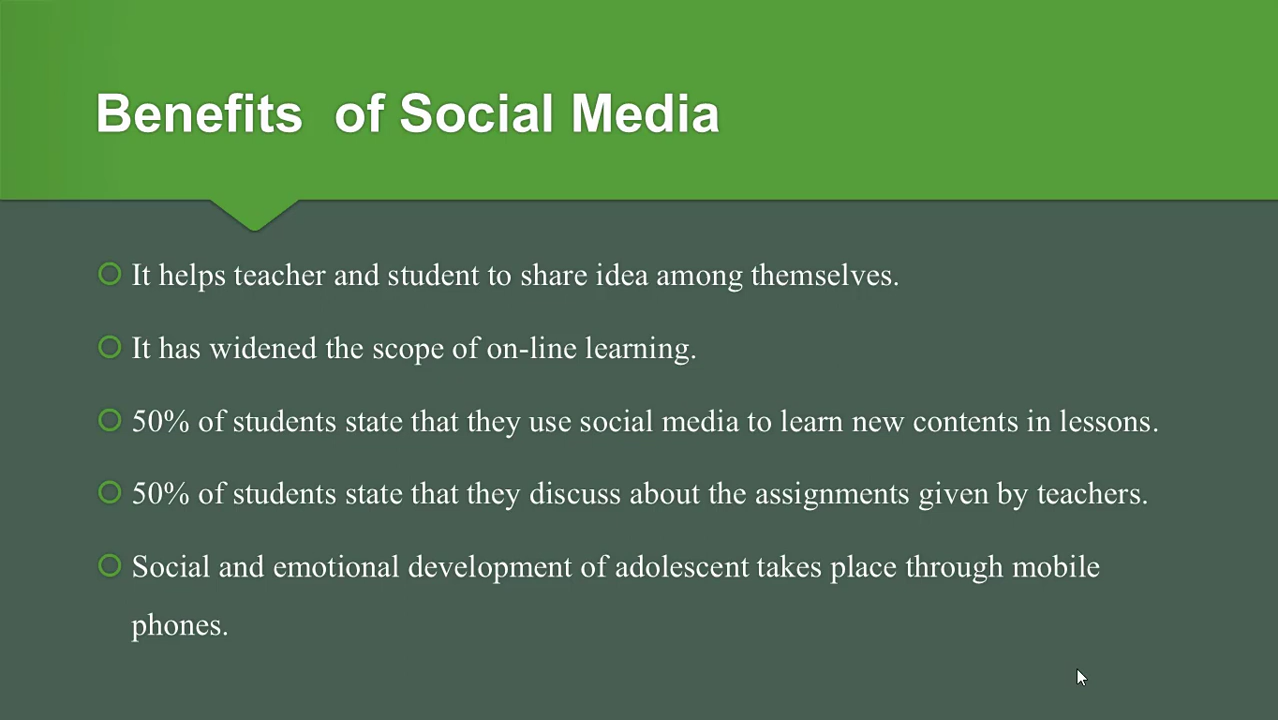 Benefits  of Social Media
It helps teacher and student to share idea among themselves.
It has widened the scope of on-line learning.
50% of students state that they use social media to learn new contents in lessons.
50% of students state that they discuss about the assignments given by teachers.
Social and emotional development of adolescent takes place through mobile
phones.